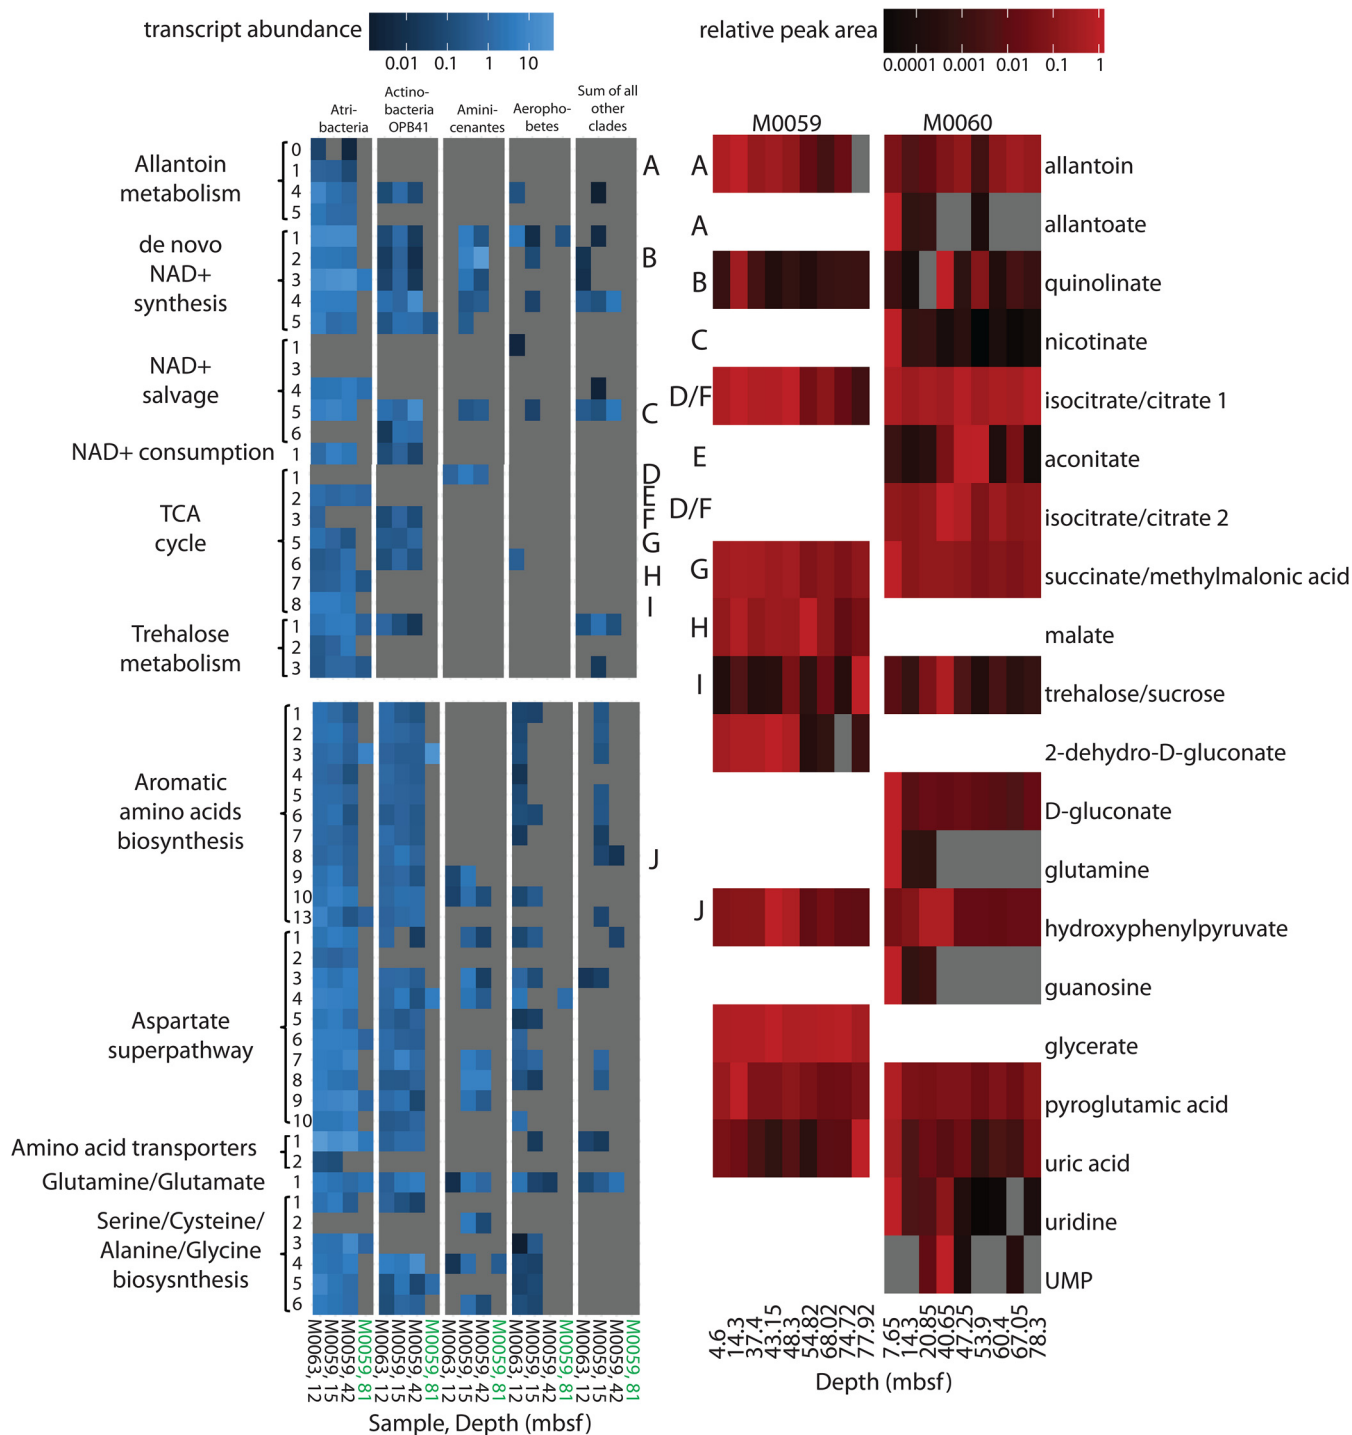 transcript abundance
0.01 0.1 1 10
relative peak area
0.0001 0.001 0.01 0.1 1
Atri-
bacteria
Actino-
bacteria
OPB41
Amini-
cenantes
Aeropho-
betes
Sum of all
other
clades
Allantoin
metabolism
0
1
4
5
de novo
NAD+
synthesis
1
2
3
4
5
NAD+
salvage
1
3
4
5
6
NAD+ consumption
1
TCA
cycle
1
2
3
5
6
7
8
Trehalose
metabolism
1
2
3
A
B
C
D
E
F
G
H
I
Aromatic
amino acids
biosynthesis
1
2
3
4
5
6
7
8
9
10
13
Aspartate
superpathway
1
2
3
4
5
6
7
8
9
10
Amino acid transporters
1
2
Glutamine/Glutamate
1
Serine/Cysteine/
Alanine/Glycine
biosysnthesis
1
2
3
4
5
6
J
M0063, 12
M0059, 15
M0059, 42
M0059, 81
M0063, 12
M0059, 15
M0059, 42
M0059, 81
M0063, 12
M0059, 15
M0059, 42
M0059, 81
M0063, 12
M0059, 15
M0059, 42
M0059, 81
M0063, 12
M0059, 15
M0059, 42
M0059, 81
Sample, Depth (mbsf)
M0059
M0060
A
allantoin
A
allantoate
B
quinolinate
C
nicotinate
D/F
isocitrate/citrate 1
E
aconitate
D/F
isocitrate/citrate 2
G
succinate/methylmalonic acid
H
malate
I
trehalose/sucrose
2-dehydro-D-gluconate
D-gluconate
glutamine
J
hydroxyphenylpyruvate
guanosine
glycerate
pyroglutamic acid
uric acid
uridine
UMP
4.6
14.3
37.4
43.15
48.3
54.82
68.02
74.72
77.92
7.65
14.3
20.85
40.65
47.25
53.9
60.4
67.05
78.3
Depth (mbsf)